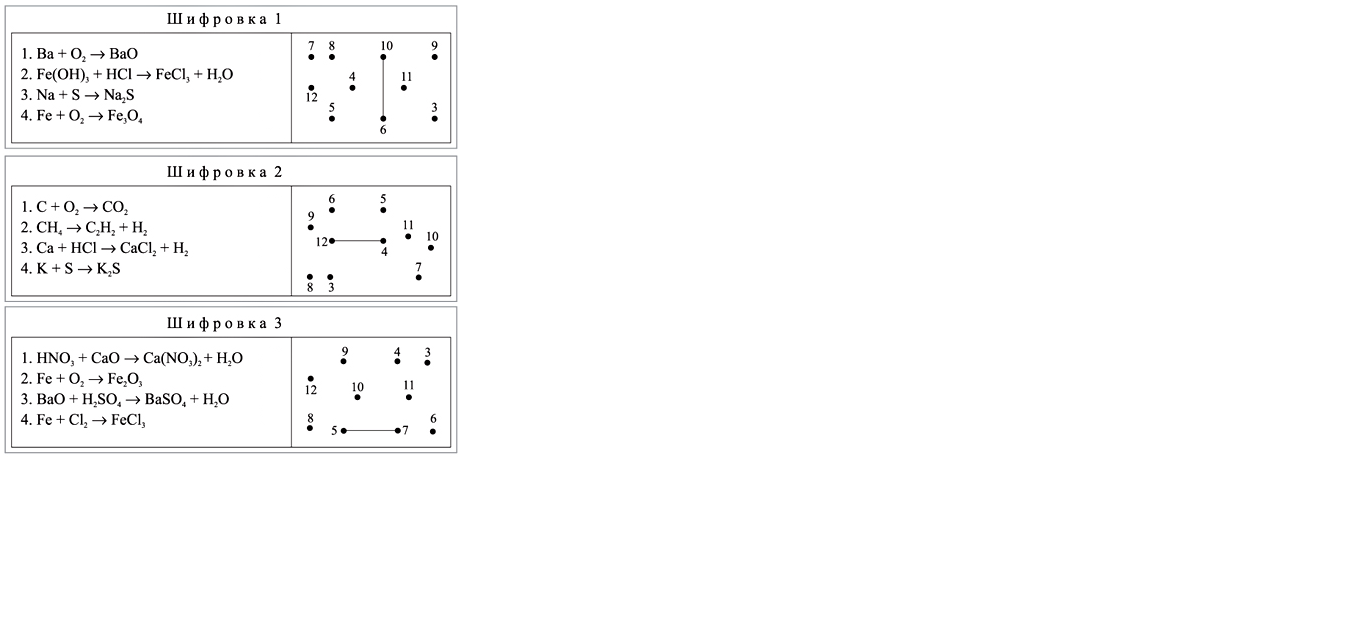 Шифровка 1
1. Ba + O₂ → BaO
2. Fe(OH)₃ + HCl → FeCl₃ + H₂O
3. Na + S → Na₂S
4. Fe + O₂ → Fe₃O₄
7 8 10 9
4 11
12
5 3
6
Шифровка 2
1. C + O₂ → CO₂
2. CH₄ → C₂H₂ + H₂
3. Ca + HCl → CaCl₂ + H₂
4. K + S → K₂S
6 5
9
11
12 10
4
7
8 3
Шифровка 3
1. HNO₃ + CaO → Ca(NO₃)₂ + H₂O
2. Fe + O₂ → Fe₂O₃
3. BaO + H₂SO₄ → BaSO₄ + H₂O
4. Fe + Cl₂ → FeCl₃
9 4 3
12 10 11
8 6
5 7